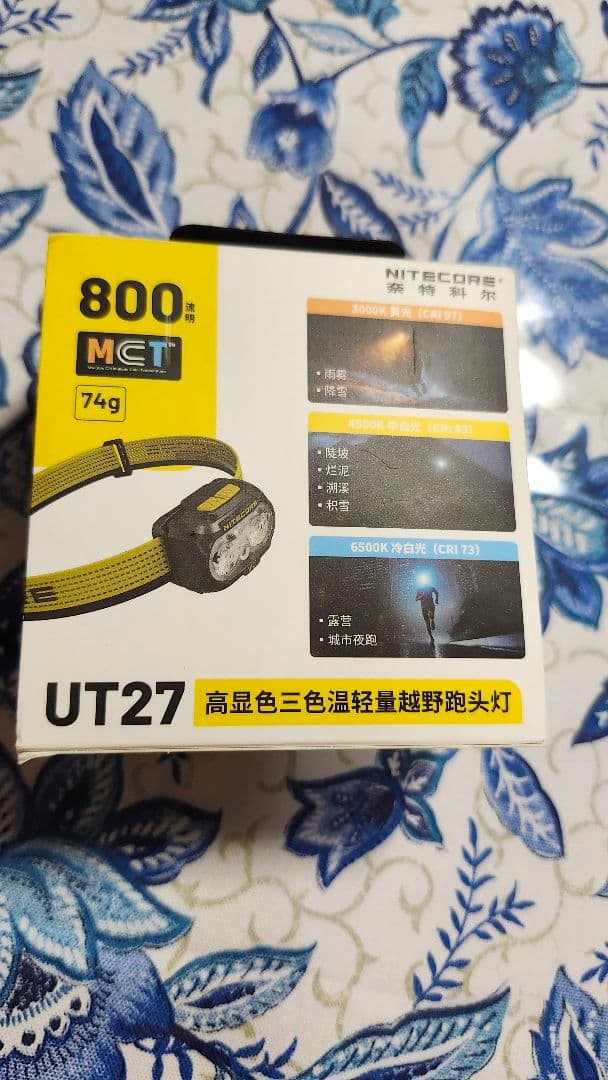 800 流明
MCT™
74g
NITECORE
奈特科尔
3000K 黄光（CRI 97）
▪ 雨雾
▪ 降雪
4500K 中白光（CRI 83）
▪ 陡坡
▪ 烂泥
▪ 溯溪
▪ 积雪
6500K 冷白光（CRI 73）
▪ 露营
▪ 城市夜跑
NITECORE
UT27 高显色三色温轻量越野跑头灯